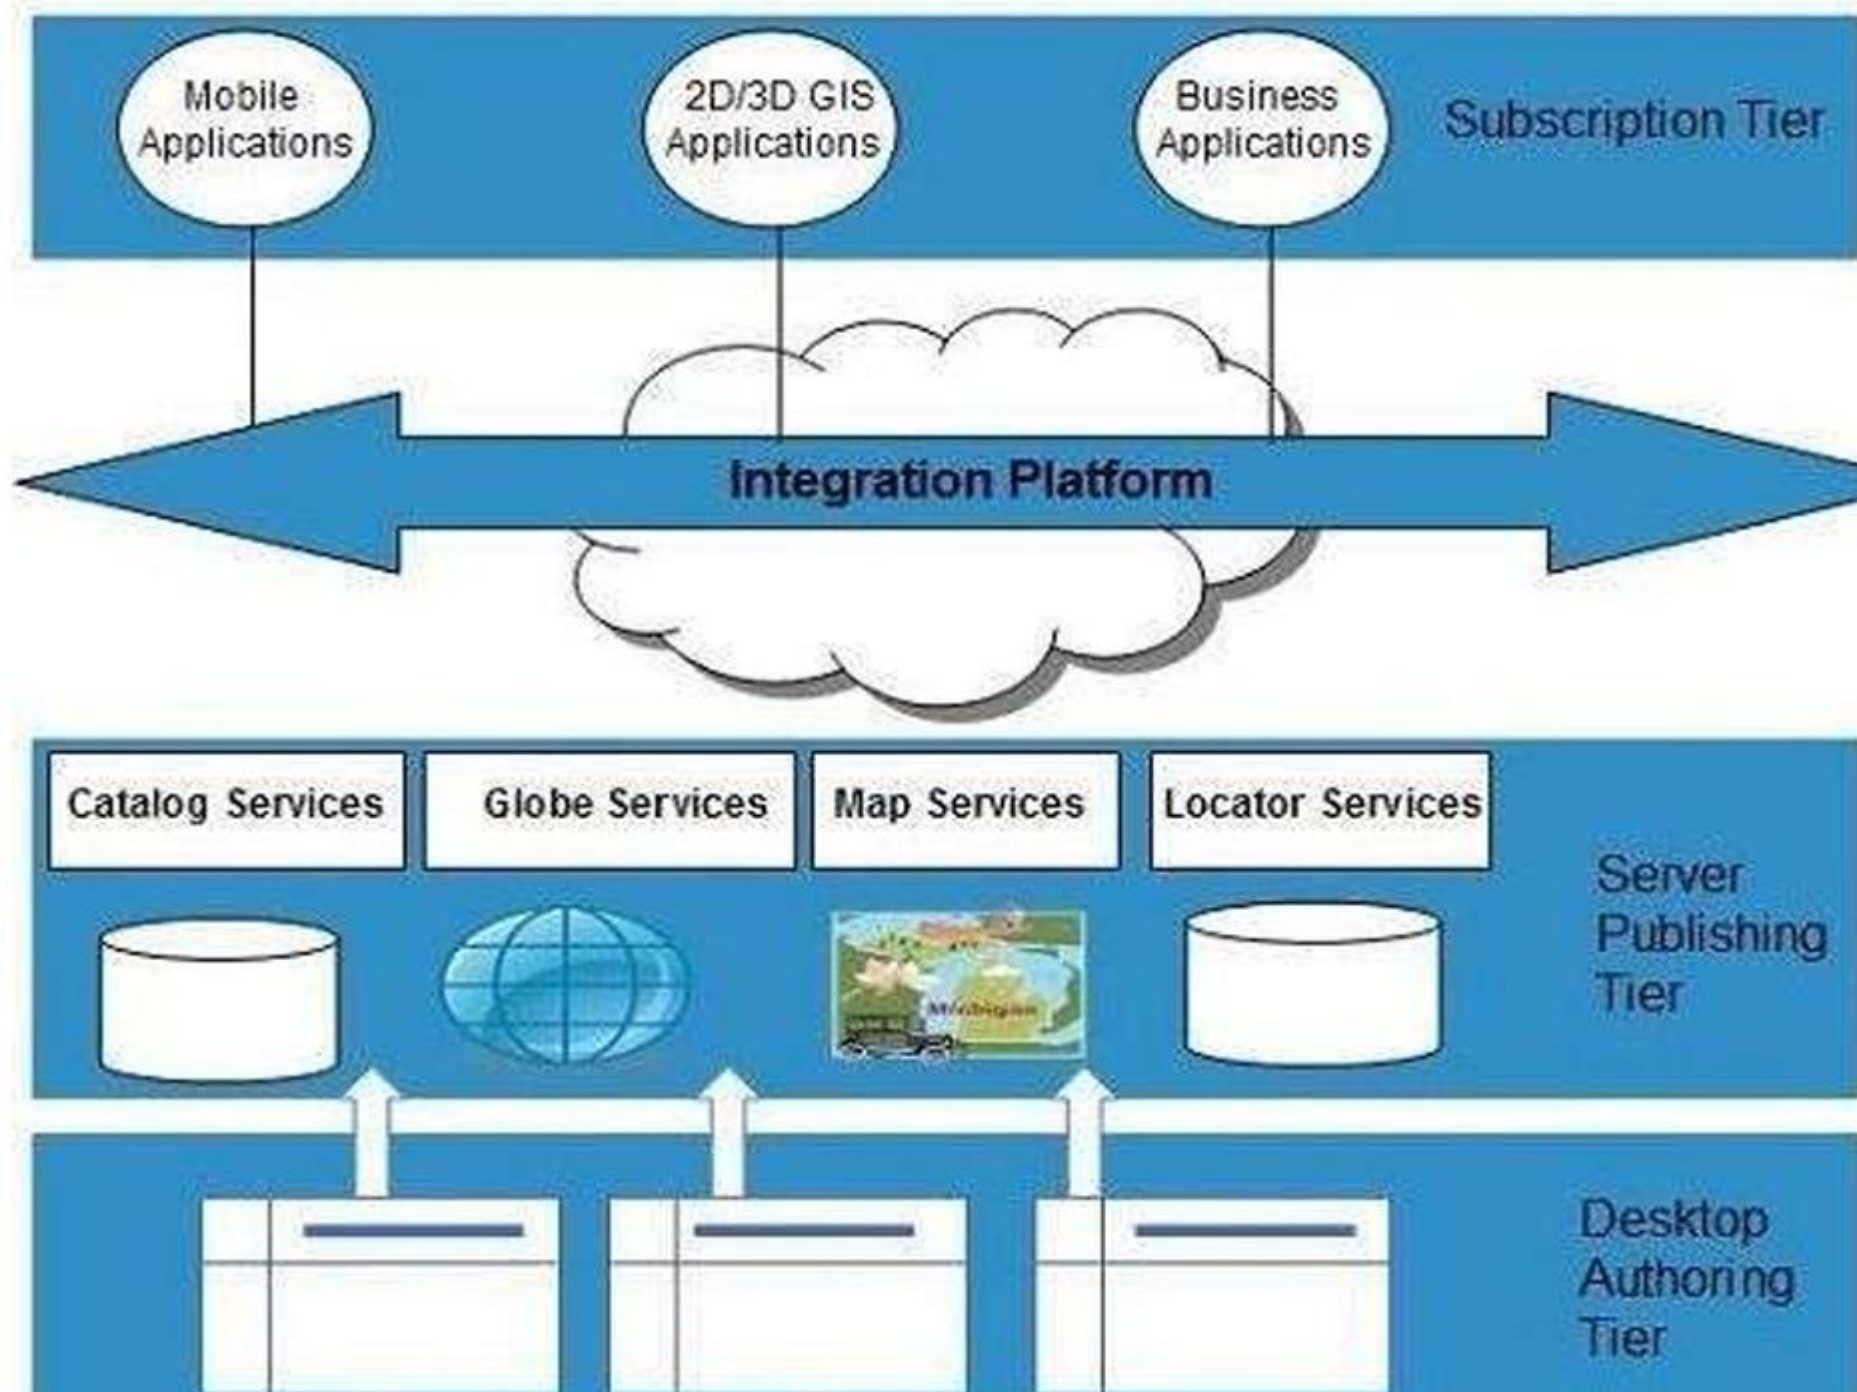 Mobile
Applications
2D/3D GIS
Applications
Business
Applications
Subscription Tier
Integration Platform
Catalog Services
Globe Services
Map Services
Locator Services
Server
Publishing
Tier
Michigan
Desktop
Authoring
Tier